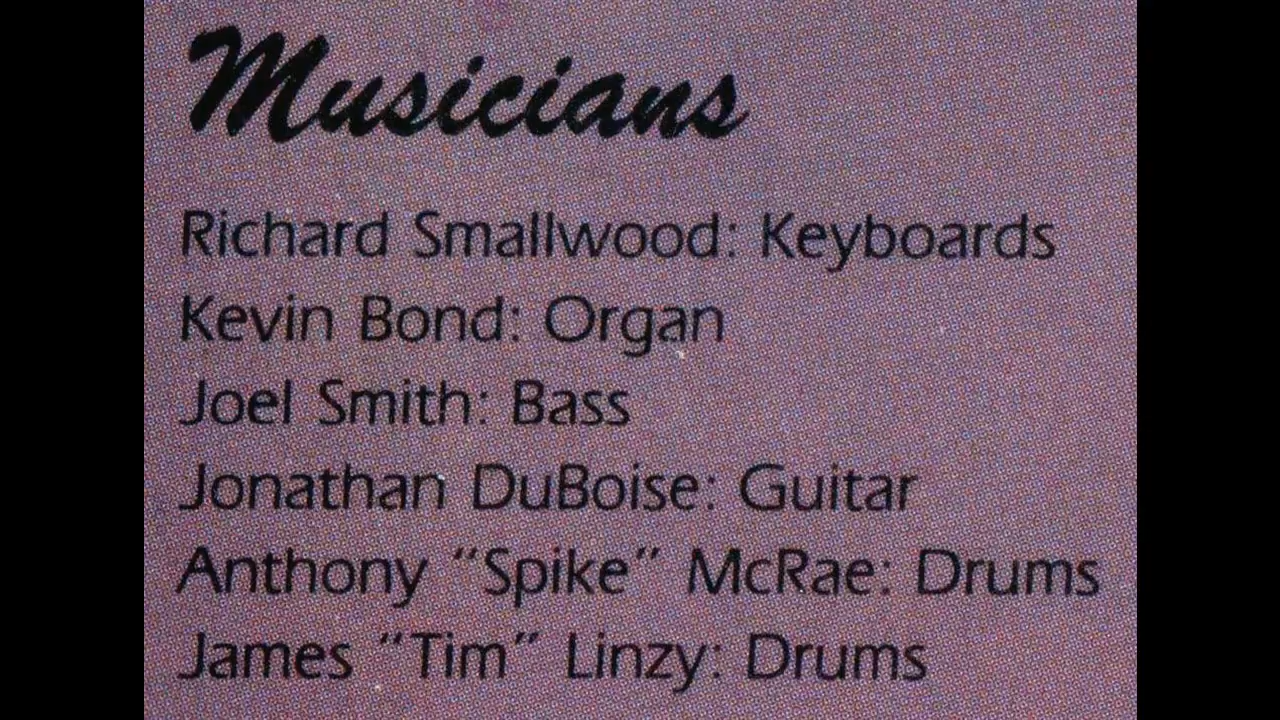 Musicians
Richard Smallwood: Keyboards
Kevin Bond: Organ
Joel Smith: Bass
Jonathan DuBoise: Guitar
Anthony “Spike” McRae: Drums
James “Tim” Linzy: Drums